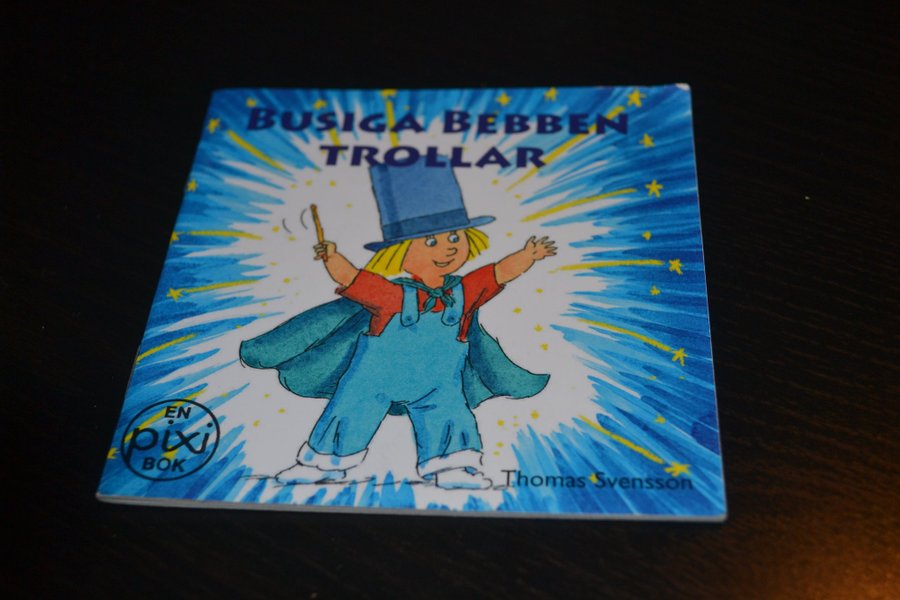 BUSIGA BEBBEN
TROLLAR
EN
pixi
BOK
Thomas Svensson